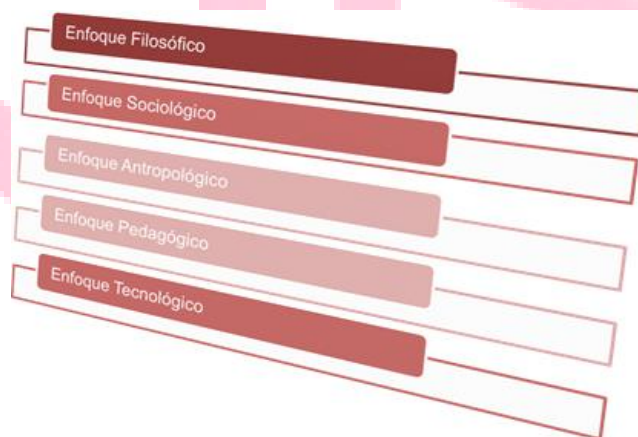 Enfoque Filosófico
Enfoque Sociológico
Enfoque Antropológico
Enfoque Pedagógico
Enfoque Tecnológico